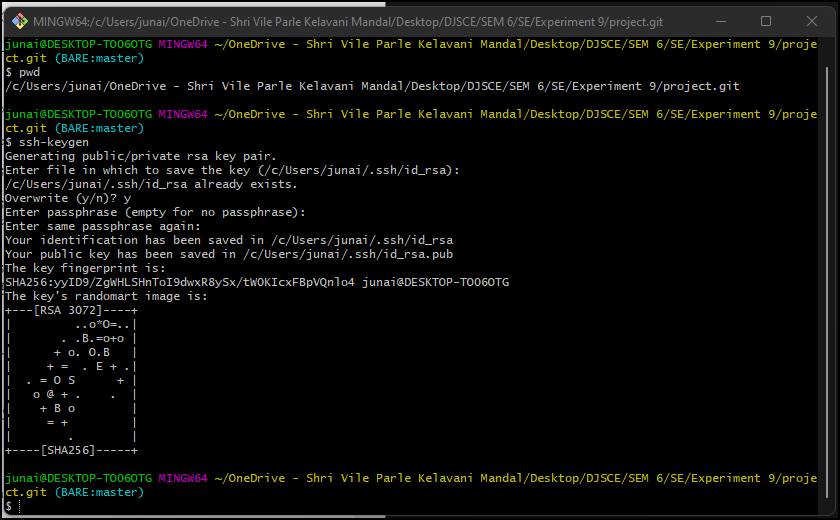 MINGW64:/c/Users/junai/OneDrive - Shri Vile Parle Kelavani Mandal/Desktop/DJSCE/SEM 6/SE/Experiment 9/project.git
junai@DESKTOP-TOO6OTG MINGW64 ~/OneDrive - Shri Vile Parle Kelavani Mandal/Desktop/DJSCE/SEM 6/SE/Experiment 9/proje
ct.git (BARE:master)
$ pwd
/c/Users/junai/OneDrive - Shri Vile Parle Kelavani Mandal/Desktop/DJSCE/SEM 6/SE/Experiment 9/project.git
junai@DESKTOP-TOO6OTG MINGW64 ~/OneDrive - Shri Vile Parle Kelavani Mandal/Desktop/DJSCE/SEM 6/SE/Experiment 9/proje
ct.git (BARE:master)
$ ssh-keygen
Generating public/private rsa key pair.
Enter file in which to save the key (/c/Users/junai/.ssh/id_rsa):
/c/Users/junai/.ssh/id_rsa already exists.
Overwrite (y/n)? y
Enter passphrase (empty for no passphrase):
Enter same passphrase again:
Your identification has been saved in /c/Users/junai/.ssh/id_rsa
Your public key has been saved in /c/Users/junai/.ssh/id_rsa.pub
The key fingerprint is:
SHA256:yyID9/ZgWHLSHnToI9dwxR8ySx/tWOKIcxFBpVQnlo4 junai@DESKTOP-TOO6OTG
The key's randomart image is:
+---[RSA 3072]----+
|         ..o*O=..|
|       . .B.=o+o |
|      + o. O.B   |
|     + =  . E + .|
|  . = O S      + |
|   o @ + .    .  |
|    + B o        |
|     = +         |
|        .        |
+----[SHA256]-----+
junai@DESKTOP-TOO6OTG MINGW64 ~/OneDrive - Shri Vile Parle Kelavani Mandal/Desktop/DJSCE/SEM 6/SE/Experiment 9/proje
ct.git (BARE:master)
$